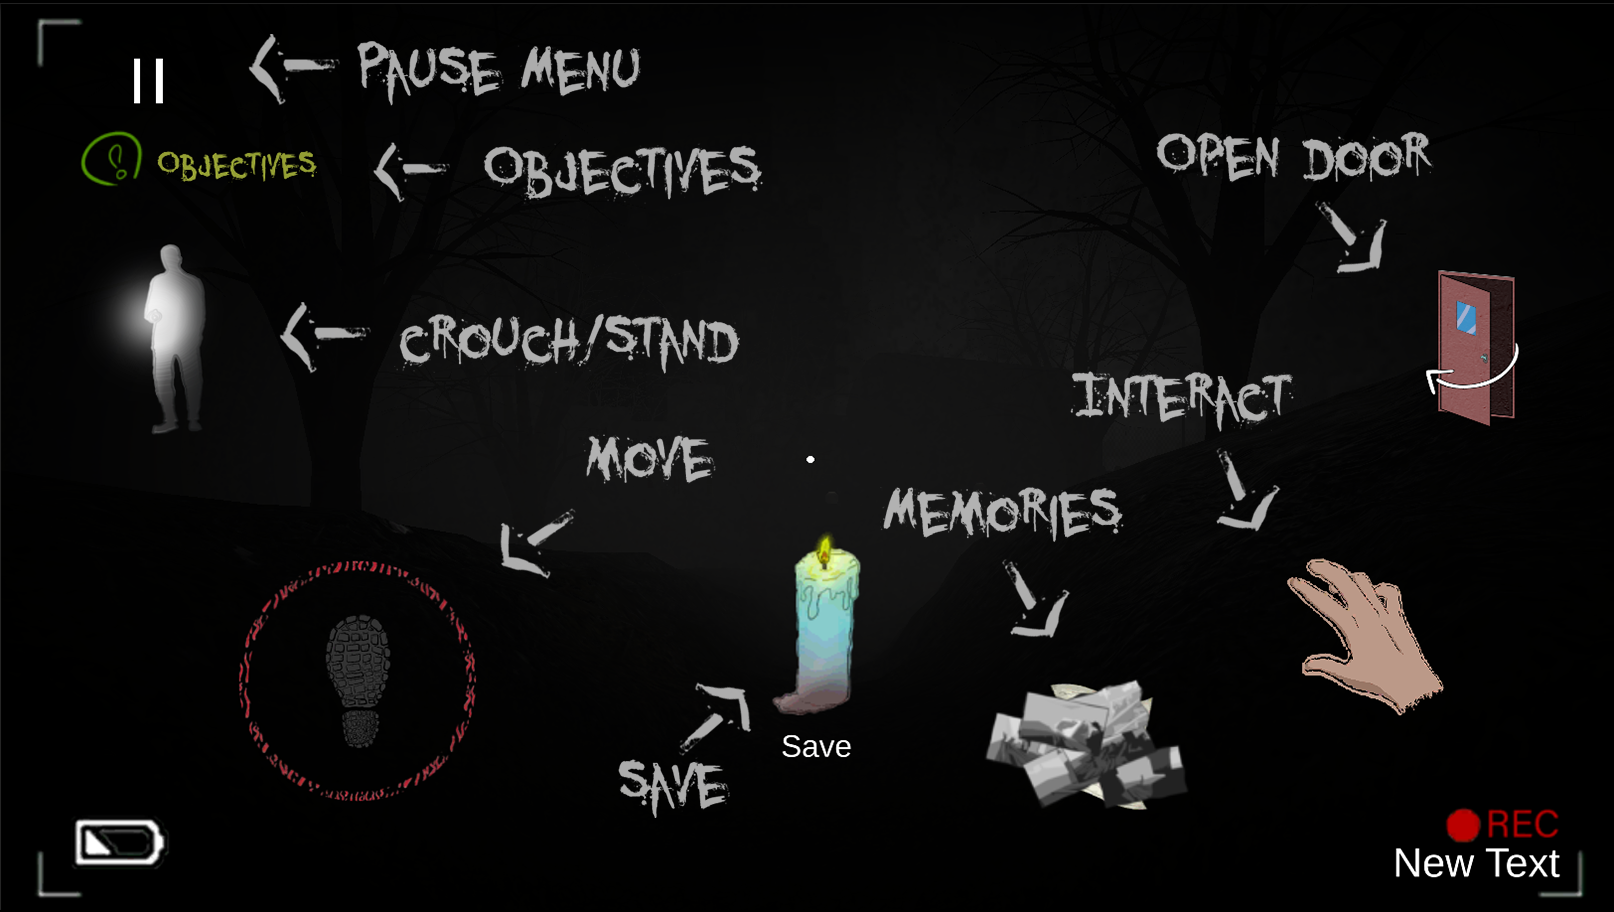 PAUSE MENU
OBJECTIVES
OBJECTIVES
OPEN DOOR
CROUCH/STAND
INTERACT
MOVE
MEMORIES
Save
SAVE
REC
New Text